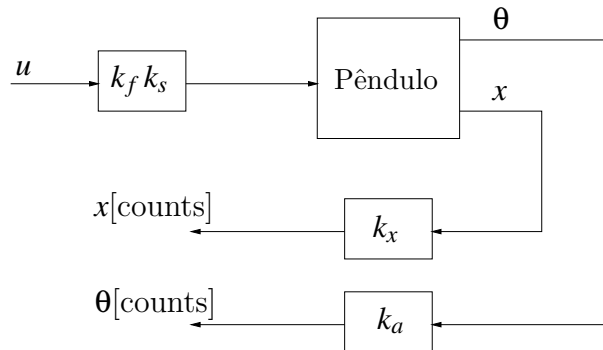 θ
u
k_f k_s
Pêndulo
x
x[counts]
k_x
θ[counts]
k_a